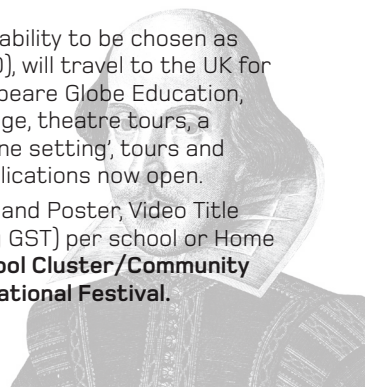 ability to be chosen as
), will travel to the UK for
peare Globe Education,
ge, theatre tours, a
ne setting’, tours and
lications now open.
and Poster, Video Title
GST) per school or Home
ool Cluster/Community
ational Festival.